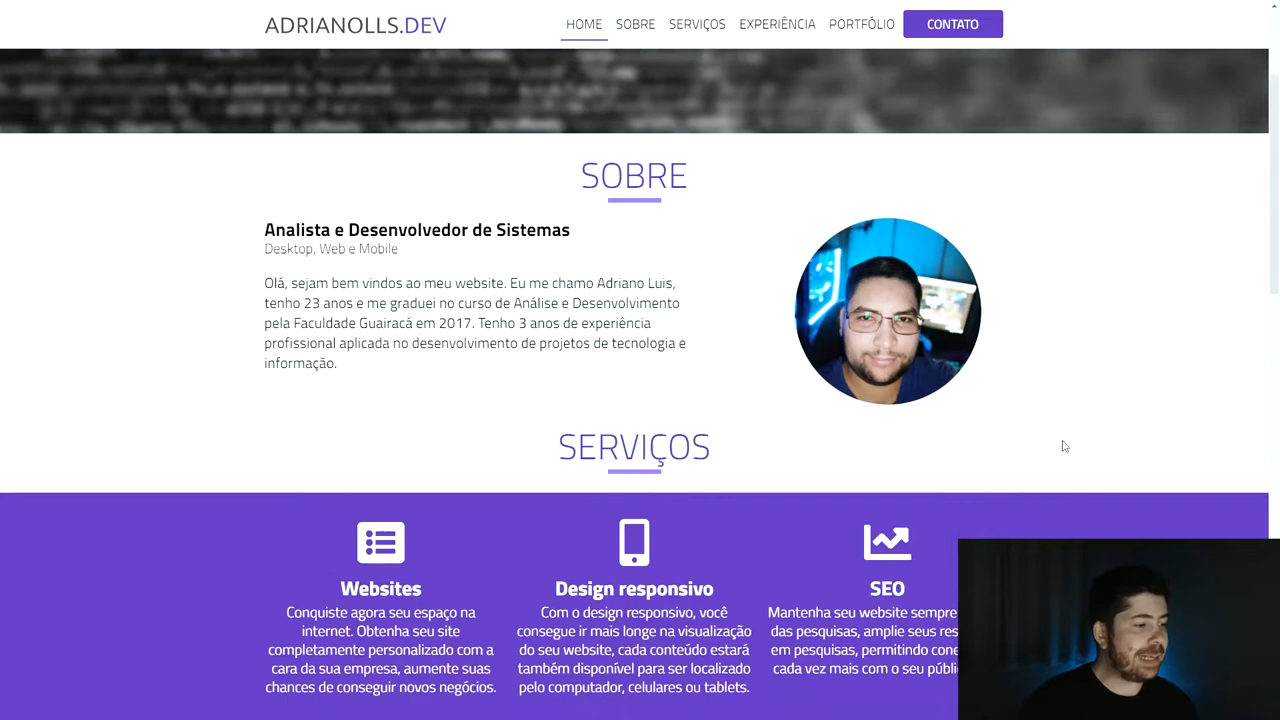 ADRIANOLLS.DEV
HOME SOBRE SERVIÇOS EXPERIÊNCIA PORTFÓLIO CONTATO
SOBRE
Analista e Desenvolvedor de Sistemas
Desktop, Web e Mobile
Olá, sejam bem vindos ao meu website. Eu me chamo Adriano Luis,
tenho 23 anos e me graduei no curso de Análise e Desenvolvimento
pela Faculdade Guairacá em 2017. Tenho 3 anos de experiência
profissional aplicada no desenvolvimento de projetos de tecnologia e
informação.
SERVIÇOS
Websites
Conquiste agora seu espaço na
internet. Obtenha seu site
completamente personalizado com a
cara da sua empresa, aumente suas
chances de conseguir novos negócios.
Design responsivo
Com o design responsivo, você
consegue ir mais longe na visualização
do seu website, cada conteúdo estará
também disponível para ser localizado
pelo computador, celulares ou tablets.
SEO
Mantenha seu website sempre
das pesquisas, amplie seus
em pesquisas, permitindo
cada vez mais com o seu